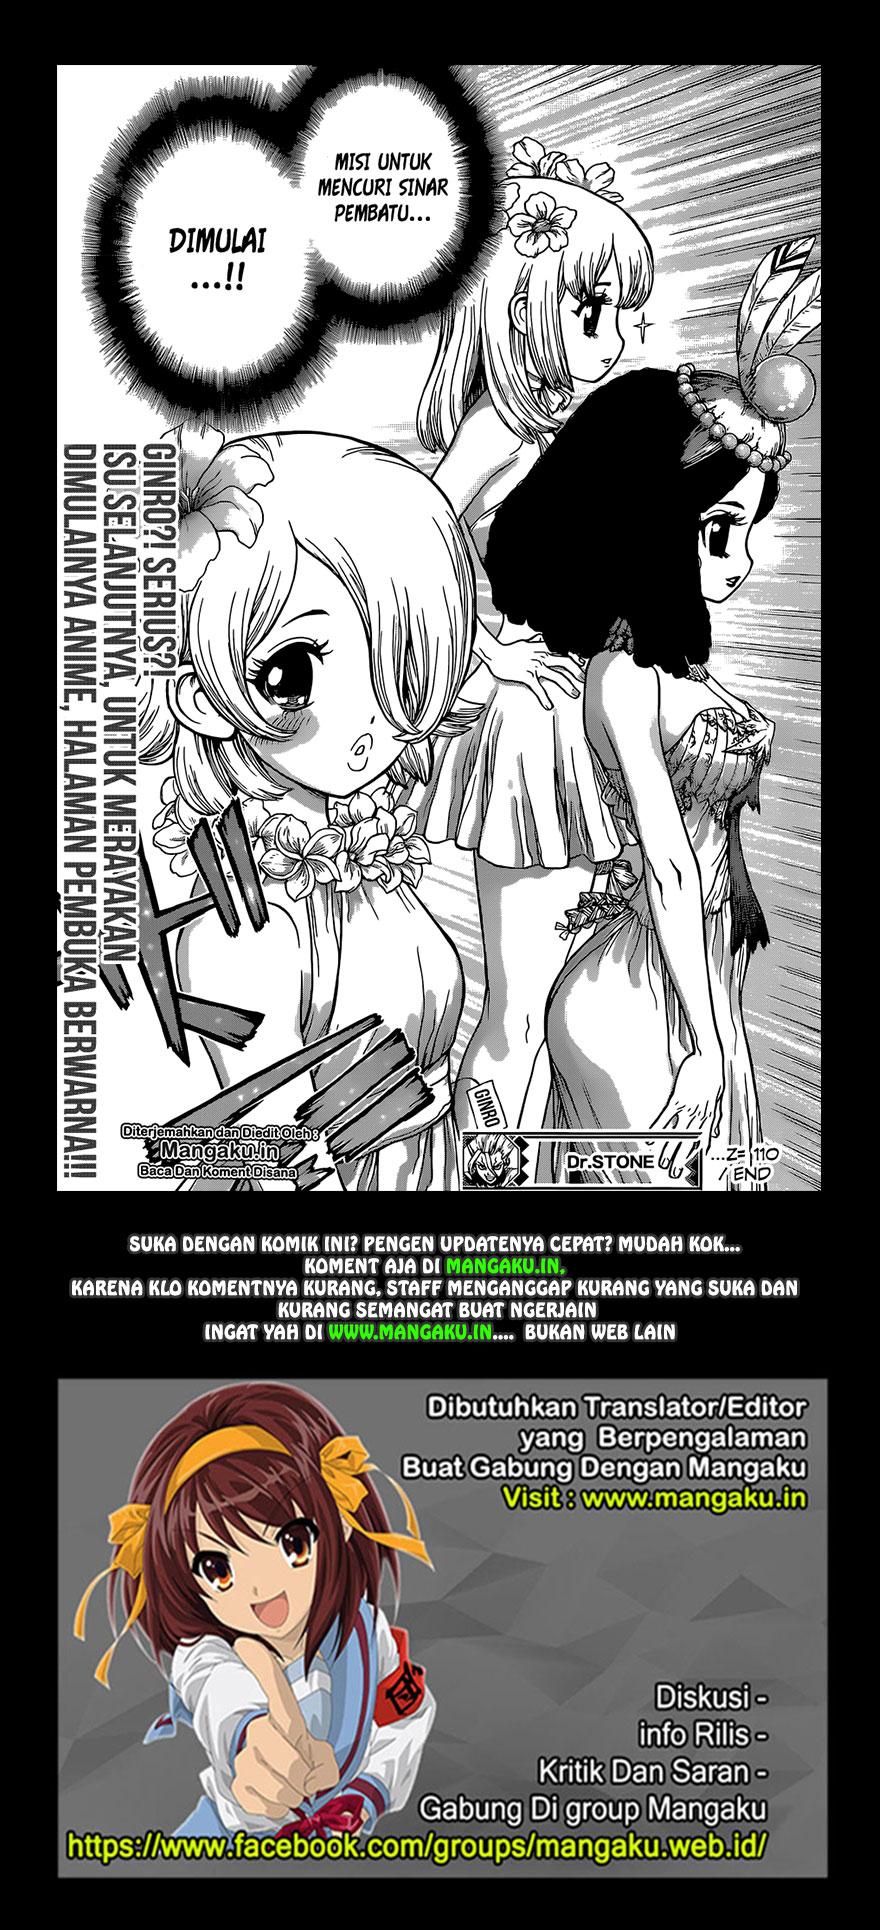 MISI UNTUK
MENCURI SINAR
PEMBATU...
DIMULAI
...!!
GINRO?! SERIUS?!
ISU SELANJUTNYA, UNTUK MERAYAKAN
DIMULAINYA ANIME, HALAMAN PEMBUKA BERWARNA!!!
GINRO
Diterjemahkan dan Diedit Oleh :
Mangaku.in
Baca Dan Koment Disana
Dr.STONE
...Z= 110
/ END
SUKA DENGAN KOMIK INI? PENGEN UPDATENYA CEPAT? MUDAH KOK...
KOMENT AJA DI MANGAKU.IN,
KARENA KLO KOMENTNYA KURANG, STAFF MENGANGGAP KURANG YANG SUKA DAN
KURANG SEMANGAT BUAT NGERJAIN
INGAT YAH DI WWW.MANGAKU.IN.... BUKAN WEB LAIN
Dibutuhkan Translator/Editor
yang Berpengalaman
Buat Gabung Dengan Mangaku
Visit : www.mangaku.in
団
Diskusi -
info Rilis -
Kritik Dan Saran -
Gabung Di group Mangaku
https://www.facebook.com/groups/mangaku.web.id/